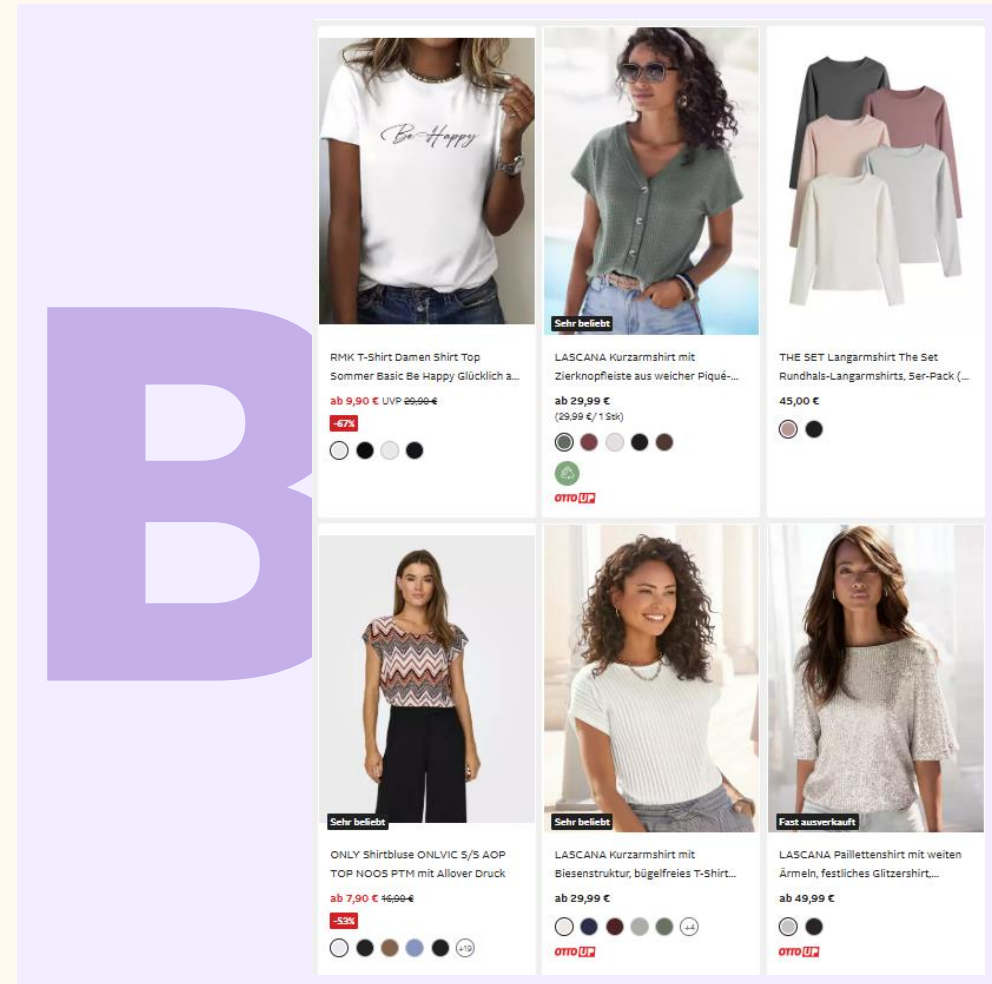 B
Be Happy
RMK T-Shirt Damen Shirt Top
Sommer Basic Be Happy Glücklich a...
ab 9,90 € UVP 29,90 €
-67%
Sehr beliebt
LASCANA Kurzarmshirt mit
Zierknopfleiste aus weicher Piqué-...
ab 29,99 €
(29,99 €/1 Stk)
OTTO UP
THE SET Langarmshirt The Set
Rundhals-Langarmshirts, 5er-Pack (...
45,00 €
Sehr beliebt
ONLY Shirtbluse ONLVIC S/S AOP
TOP NOOS PTM mit Allover Druck
ab 7,90 € 16,99 €
-53%
+19
Sehr beliebt
LASCANA Kurzarmshirt mit
Biesenstruktur, bügelfreies T-Shirt...
ab 29,99 €
+4
OTTO UP
Fast ausverkauft
LASCANA Paillettenshirt mit weiten
Ärmeln, festliches Glitzershirt,...
ab 49,99 €
OTTO UP